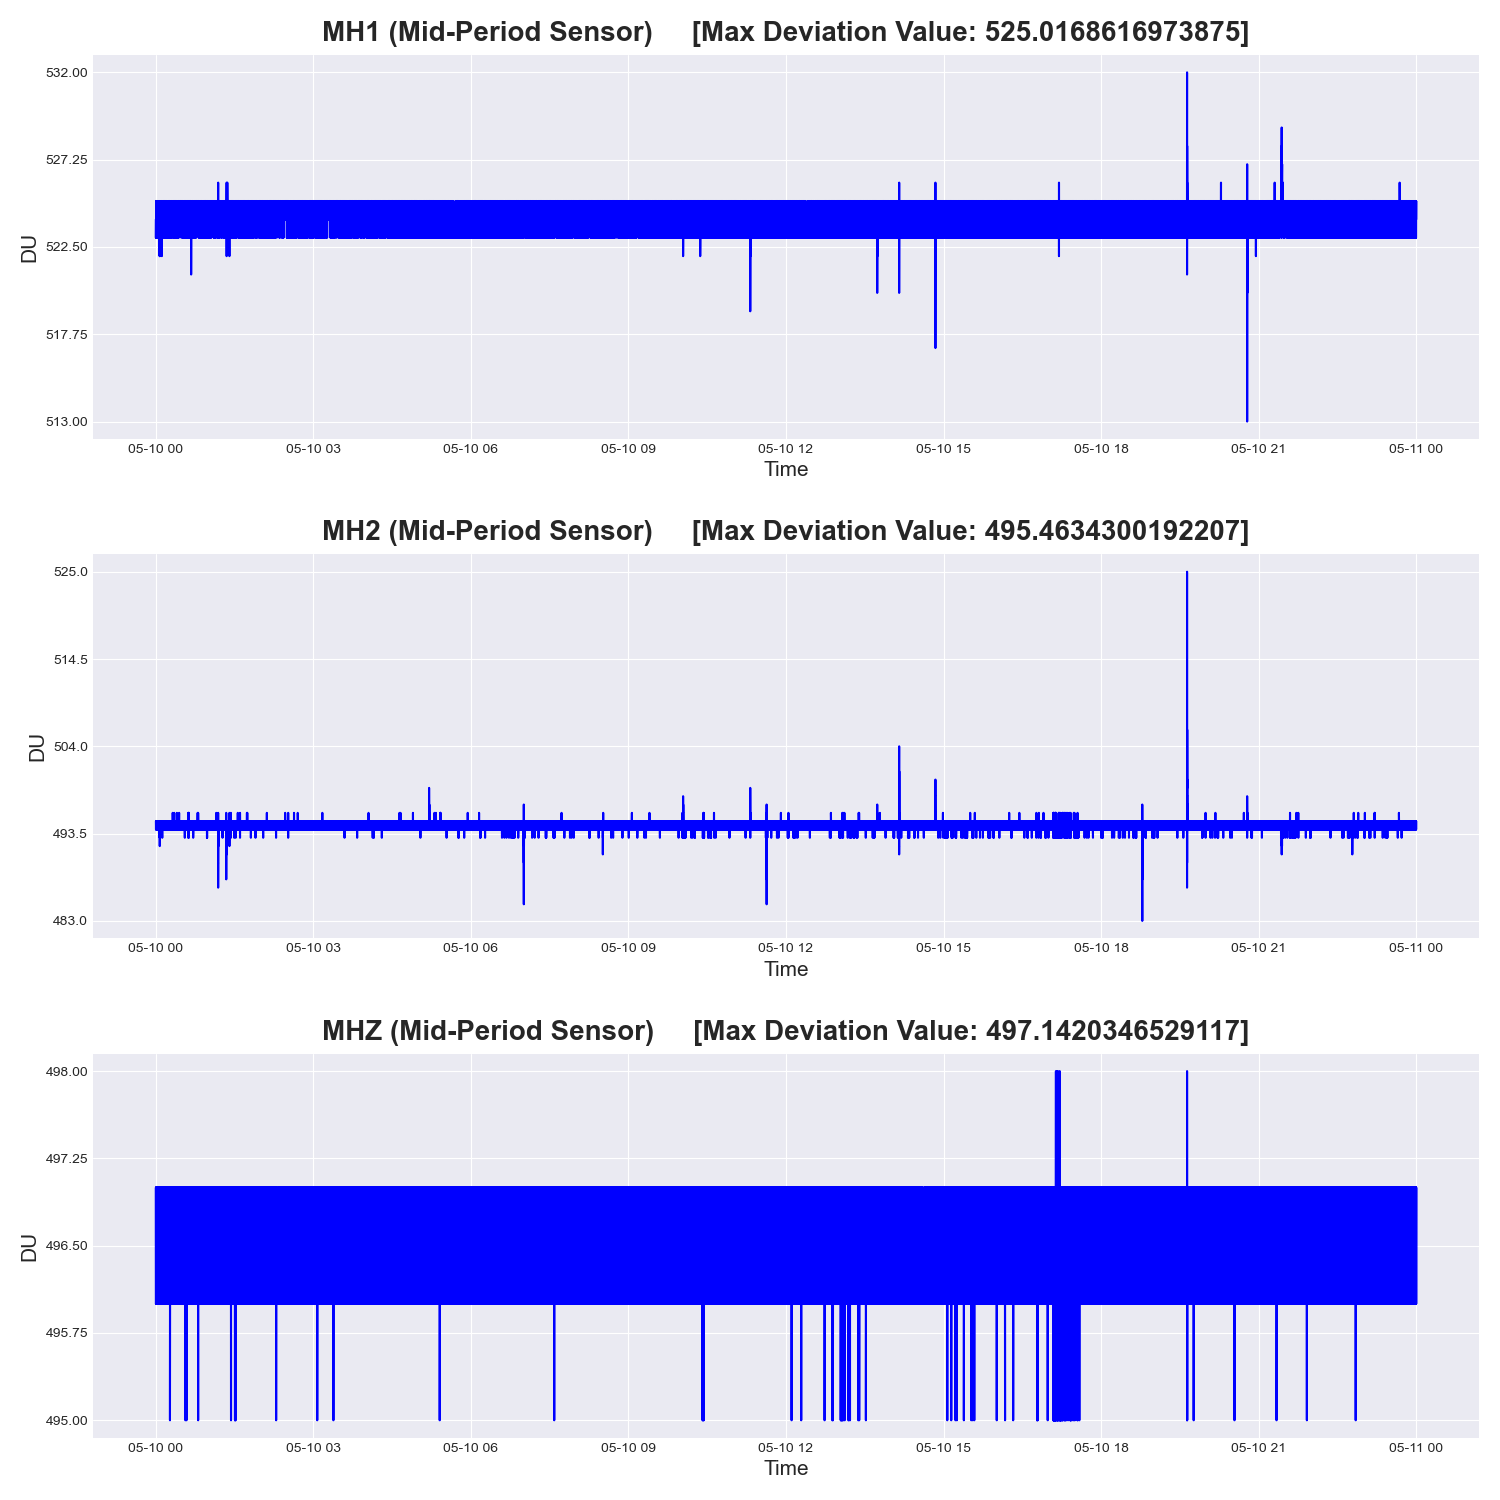 MH1 (Mid-Period Sensor) [Max Deviation Value: 525.0168616973875]
532.00
527.25
522.50
517.75
513.00
DU
05-10 00 05-10 03 05-10 06 05-10 09 05-10 12 05-10 15 05-10 18 05-10 21 05-11 00
Time
MH2 (Mid-Period Sensor) [Max Deviation Value: 495.4634300192207]
525.0
514.5
504.0
493.5
483.0
DU
05-10 00 05-10 03 05-10 06 05-10 09 05-10 12 05-10 15 05-10 18 05-10 21 05-11 00
Time
MHZ (Mid-Period Sensor) [Max Deviation Value: 497.1420346529117]
498.00
497.25
496.50
495.75
495.00
DU
05-10 00 05-10 03 05-10 06 05-10 09 05-10 12 05-10 15 05-10 18 05-10 21 05-11 00
Time